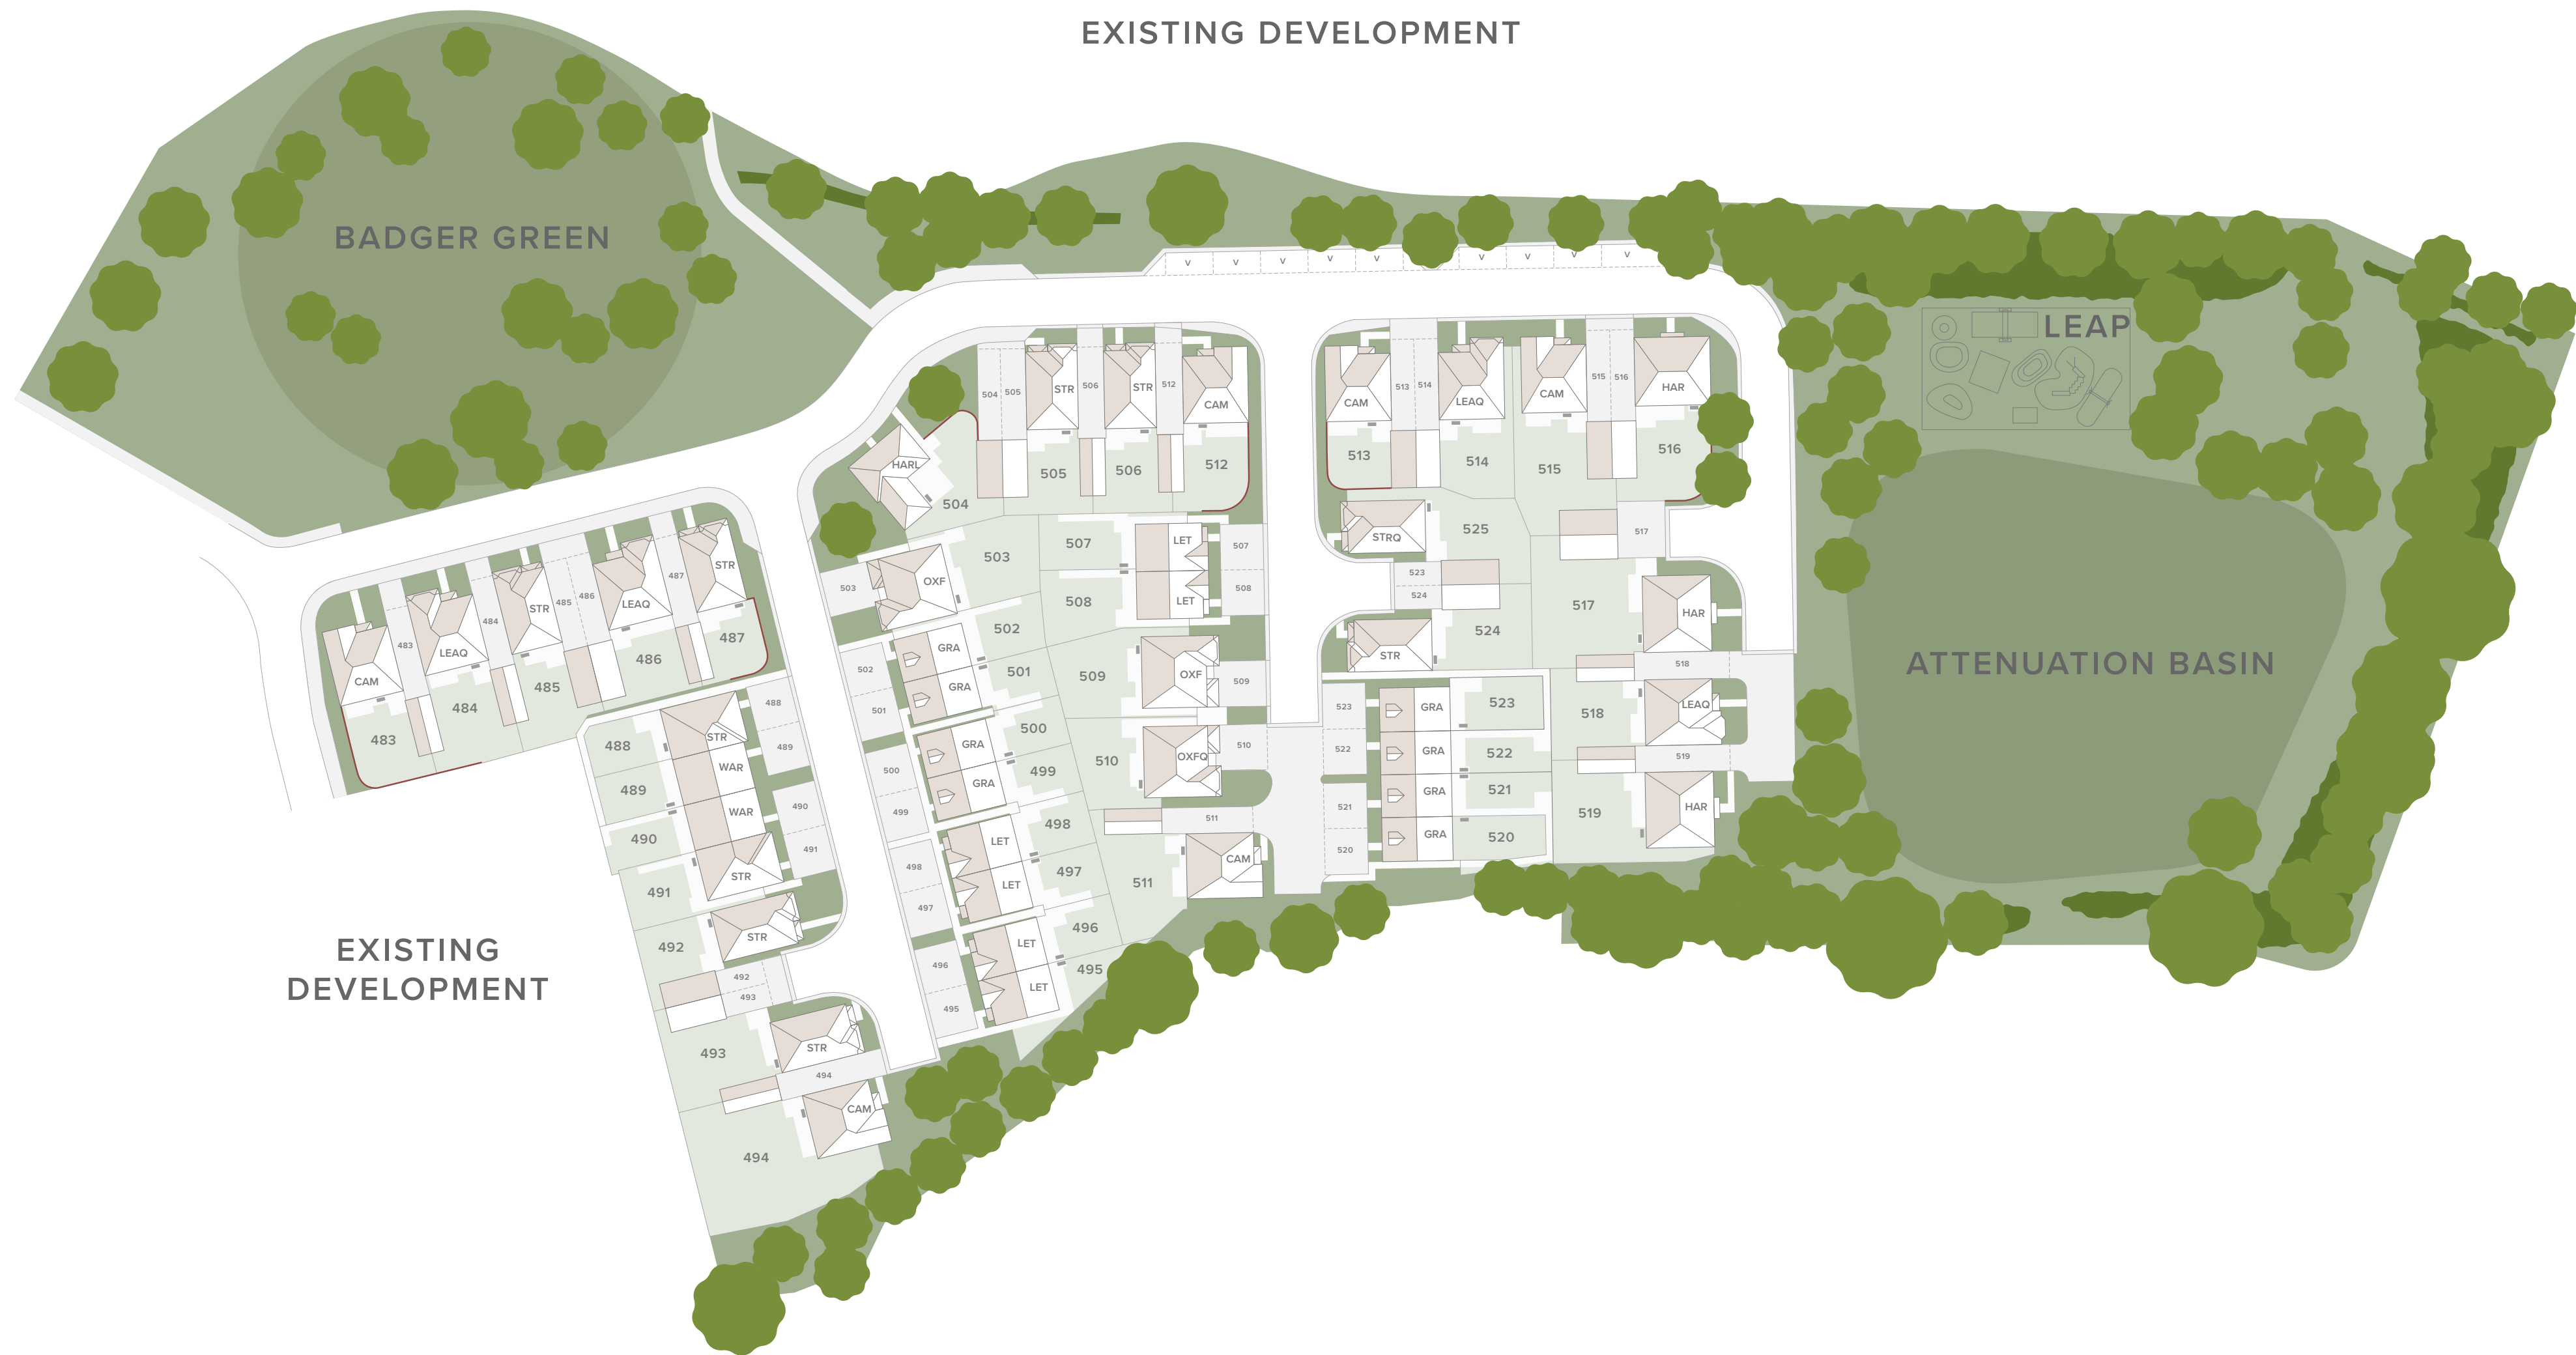 EXISTING DEVELOPMENT
BADGER GREEN
V V V V V V V V V
LEAP
ATTENUATION BASIN
EXISTING
DEVELOPMENT
CAM
483
483
LEAQ
484
484
STR
485
485
486
LEAQ
486
487
STR
487
488
STR
488
489
WAR
489
490
WAR
490
491
STR
491
492
STR
492
493
493
STR
494
CAM
494
HARL
504
504
505
STR
505
506
STR
506
512
CAM
512
503
OXF
503
502
GRA
502
501
GRA
501
500
GRA
500
499
GRA
499
498
LET
498
497
LET
497
496
LET
496
495
LET
495
507
LET
507
508
LET
508
509
OXF
509
510
OXFQ
510
511
CAM
511
CAM
513
513
514
LEAQ
514
CAM
515
515
516
HAR
516
STRQ
525
523
524
STR
524
517
517
HAR
518
518
LEAQ
519
519
HAR
523
GRA
523
522
GRA
522
521
GRA
521
520
GRA
520